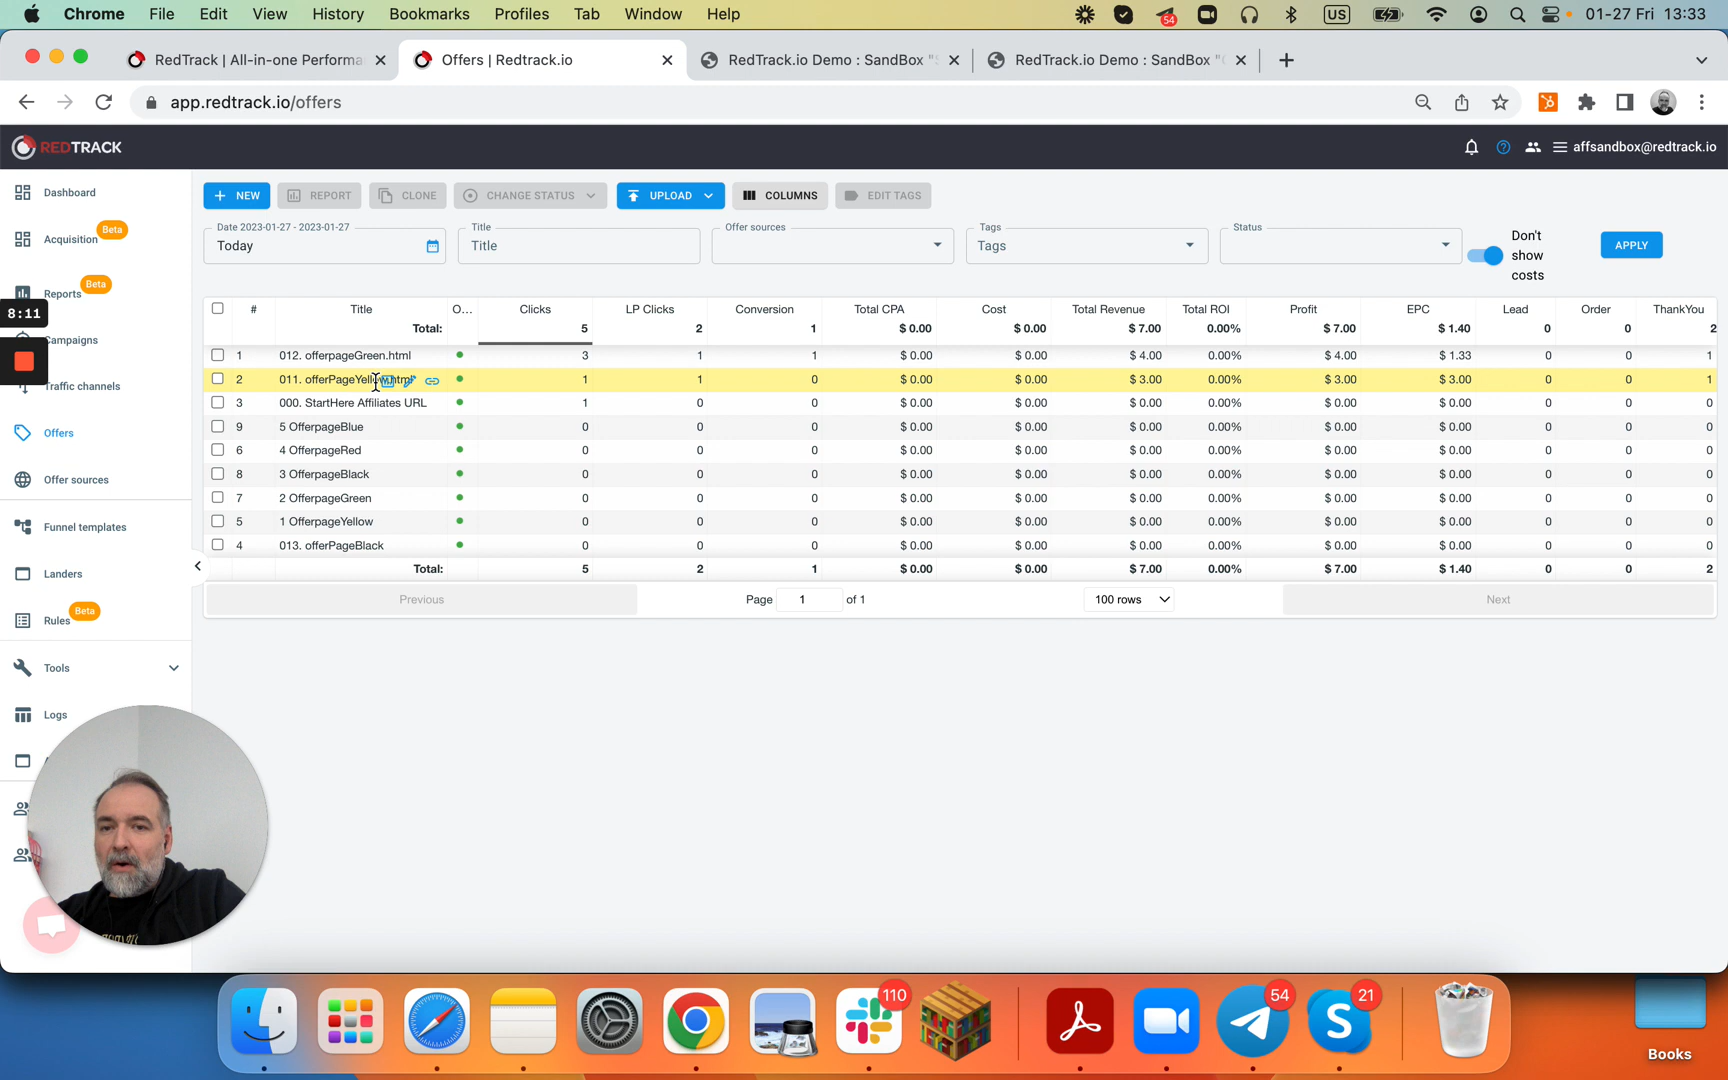 Chrome File Edit View History Bookmarks Profiles Tab Window Help 54 US 01-27 Fri 13:33
RedTrack | All-in-one Performa Offers | Redtrack.io RedTrack.io Demo : SandBox "S RedTrack.io Demo : SandBox "
app.redtrack.io/offers
REDTRACK affsandbox@redtrack.io
Dashboard
Acquisition Beta
Reports Beta
8:11
Campaigns
Traffic channels
Offers
Offer sources
Funnel templates
Landers
Rules Beta
Tools
Logs
NEW REPORT CLONE CHANGE STATUS UPLOAD COLUMNS EDIT TAGS
Date 2023-01-27 - 2023-01-27 Title Offer sources Tags Status
Today Title Tags
Don't
show
costs
APPLY
# Title O... Clicks LP Clicks Conversion Total CPA Cost Total Revenue Total ROI Profit EPC Lead Order ThankYou
Total: 5 2 1 $ 0.00 $ 0.00 $ 7.00 0.00% $ 7.00 $ 1.40 0 0 2
1 012. offerpageGreen.html 3 1 1 $ 0.00 $ 0.00 $ 4.00 0.00% $ 4.00 $ 1.33 0 0 1
2 011. offerPageYellow.html 1 1 0 $ 0.00 $ 0.00 $ 3.00 0.00% $ 3.00 $ 3.00 0 0 1
3 000. StartHere Affiliates URL 1 0 0 $ 0.00 $ 0.00 $ 0.00 0.00% $ 0.00 $ 0.00 0 0 0
9 5 OfferpageBlue 0 0 0 $ 0.00 $ 0.00 $ 0.00 0.00% $ 0.00 $ 0.00 0 0 0
6 4 OfferpageRed 0 0 0 $ 0.00 $ 0.00 $ 0.00 0.00% $ 0.00 $ 0.00 0 0 0
8 3 OfferpageBlack 0 0 0 $ 0.00 $ 0.00 $ 0.00 0.00% $ 0.00 $ 0.00 0 0 0
7 2 OfferpageGreen 0 0 0 $ 0.00 $ 0.00 $ 0.00 0.00% $ 0.00 $ 0.00 0 0 0
5 1 OfferpageYellow 0 0 0 $ 0.00 $ 0.00 $ 0.00 0.00% $ 0.00 $ 0.00 0 0 0
4 013. offerPageBlack 0 0 0 $ 0.00 $ 0.00 $ 0.00 0.00% $ 0.00 $ 0.00 0 0 0
Total: 5 2 1 $ 0.00 $ 0.00 $ 7.00 0.00% $ 7.00 $ 1.40 0 0 2
Previous Page 1 of 1 100 rows Next
110 54 21
Books